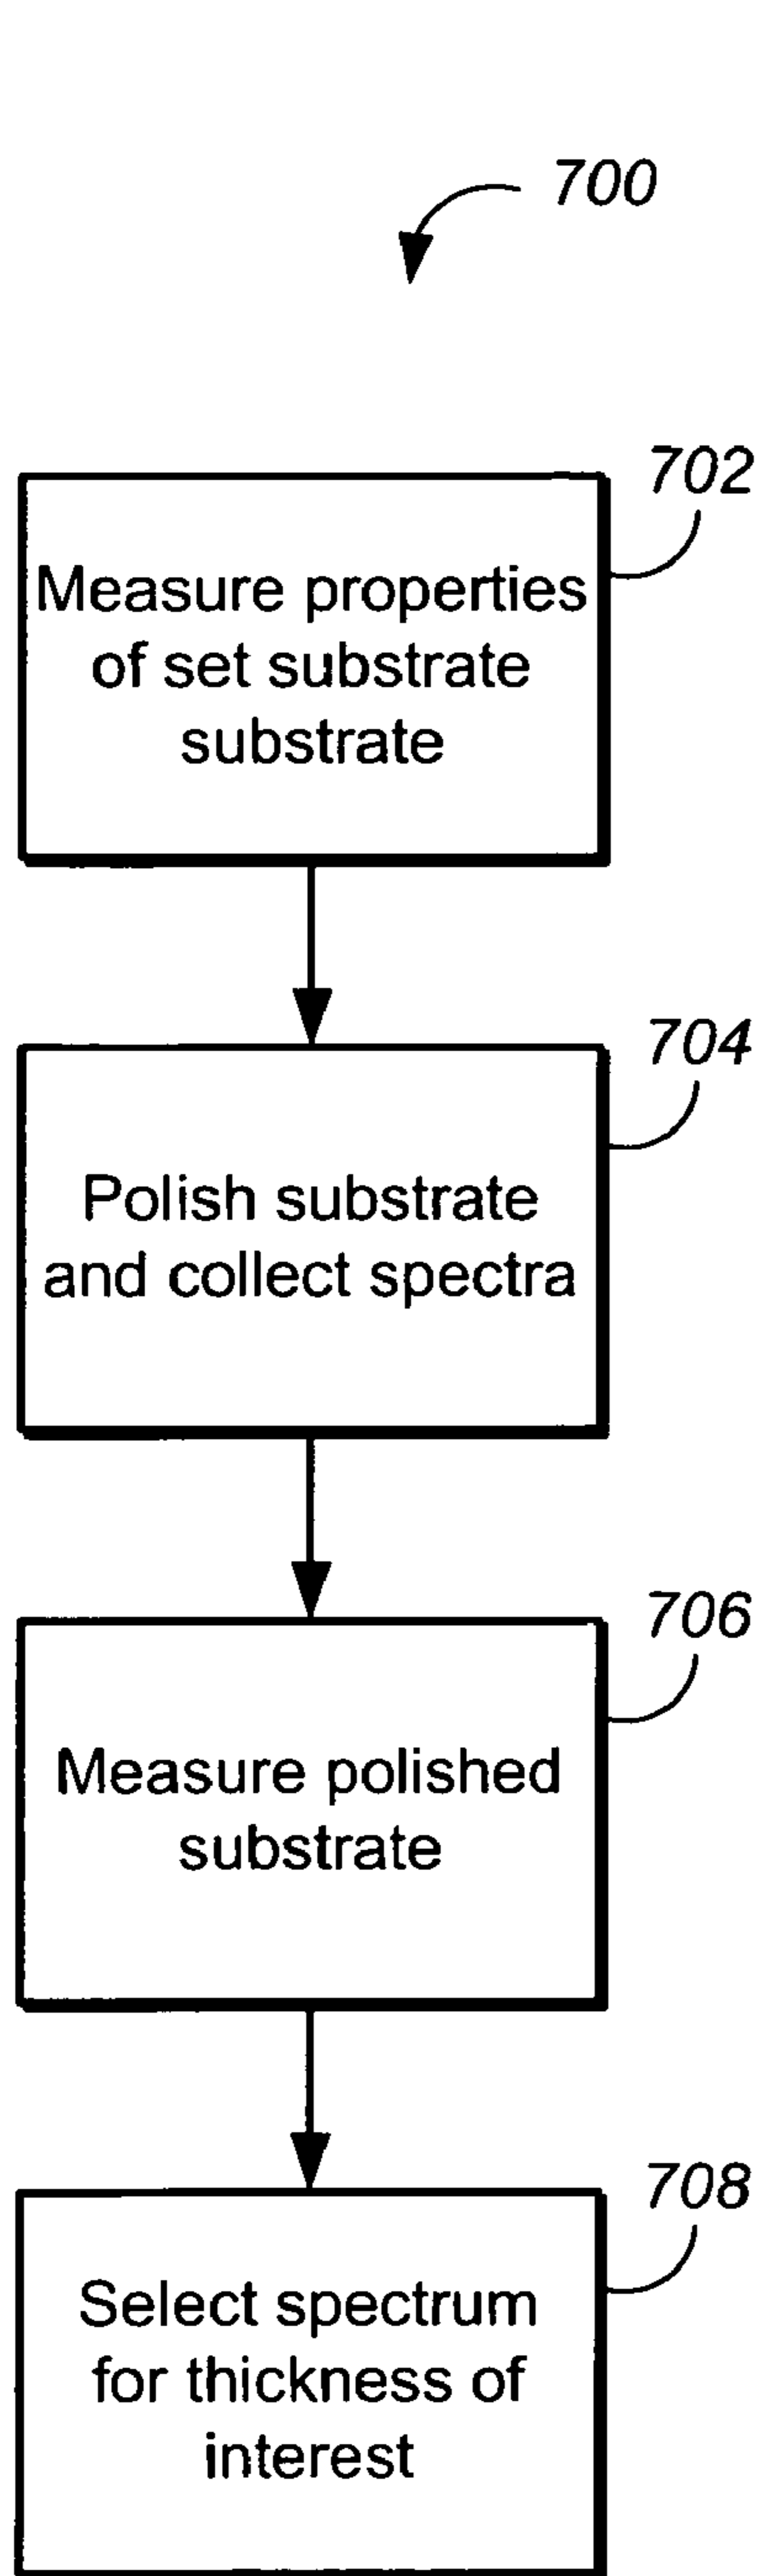 700
702
Measure properties
of set substrate
substrate
704
Polish substrate
and collect spectra
706
Measure polished
substrate
708
Select spectrum
for thickness of
interest